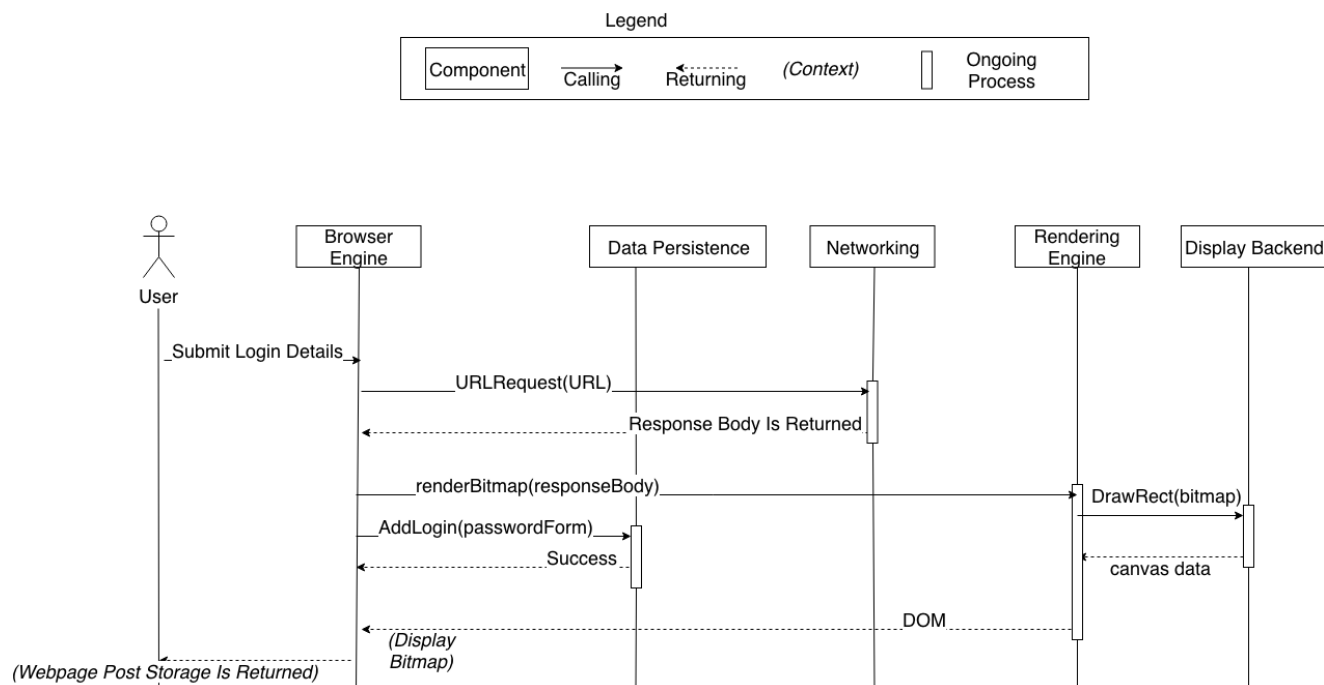 Legend
Component
Calling
Returning
(Context)
Ongoing
Process
User
Browser
Engine
Data Persistence
Networking
Rendering
Engine
Display Backend
Submit Login Details
URLRequest(URL)
Response Body Is Returned
renderBitmap(responseBody)
DrawRect(bitmap)
AddLogin(passwordForm)
Success
canvas data
DOM
(Display
Bitmap)
(Webpage Post Storage Is Returned)